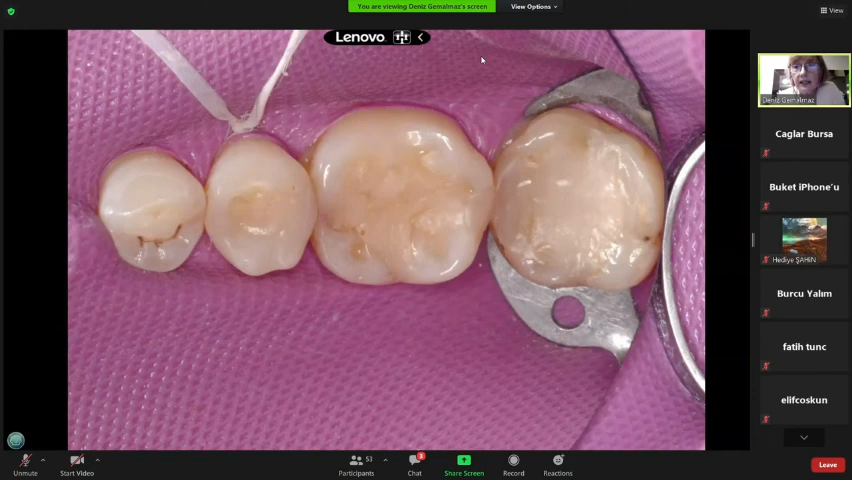 You are viewing Deniz Gemalmaz's screen
View Options
View
Lenovo
Deniz Gemalmaz
Caglar Bursa
Buket iPhone'u
Hediye ŞAHİN
Burcu Yalım
fatih tunc
elifcoskun
Unmute
Start Video
53
Participants
3
Chat
Share Screen
Record
Reactions
Leave